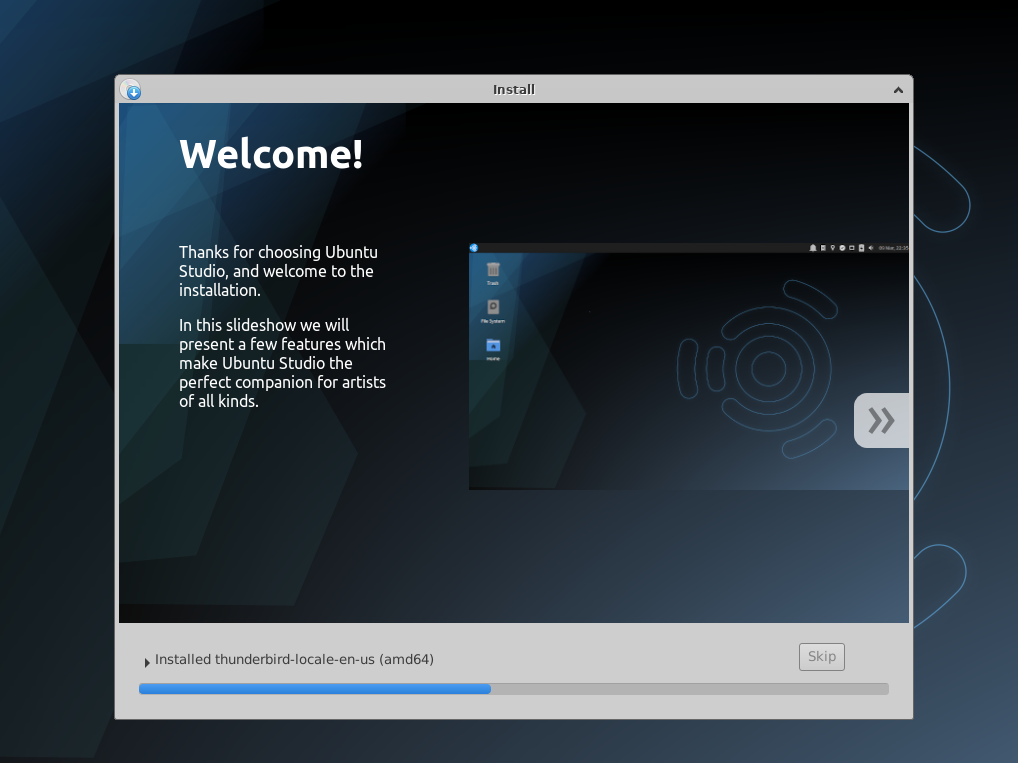 Install
Welcome!
Thanks for choosing Ubuntu
Studio, and welcome to the
installation.
In this slideshow we will
present a few features which
make Ubuntu Studio the
perfect companion for artists
of all kinds.
Trash
File System
Home
Installed thunderbird-locale-en-us (amd64)
Skip